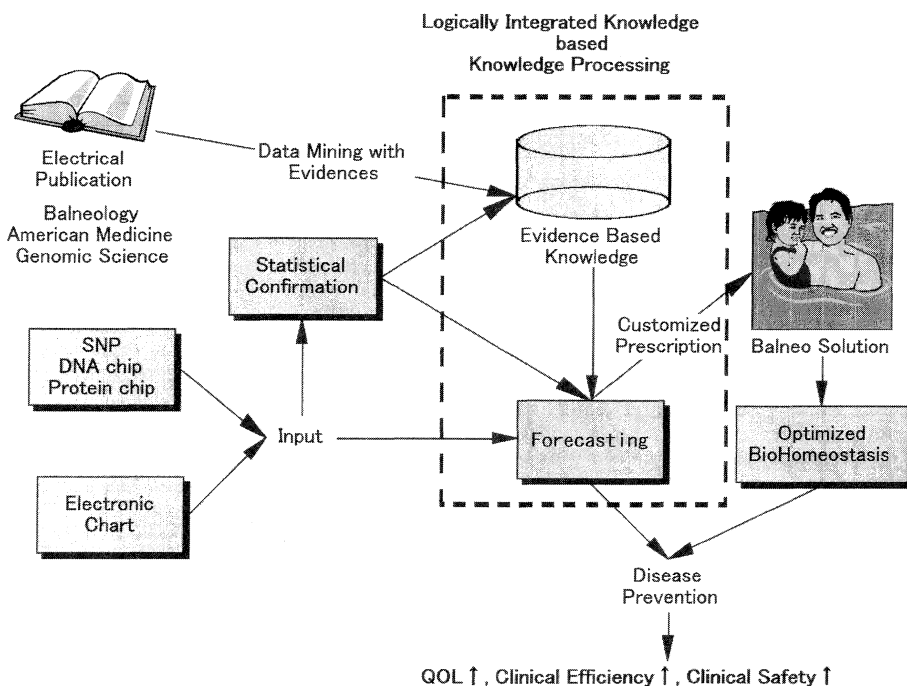 Logically Integrated Knowledge
based
Knowledge Processing
Electrical
Publication
Balneology
American Medicine
Genomic Science
Data Mining with
Evidences
Evidence Based
Knowledge
Statistical
Confirmation
Customized
Prescription
Balneo Solution
SNP
DNA chip
Protein chip
Input
Forecasting
Optimized
BioHomeostasis
Electronic
Chart
Disease
Prevention
QOL ↑, Clinical Efficiency ↑, Clinical Safety ↑